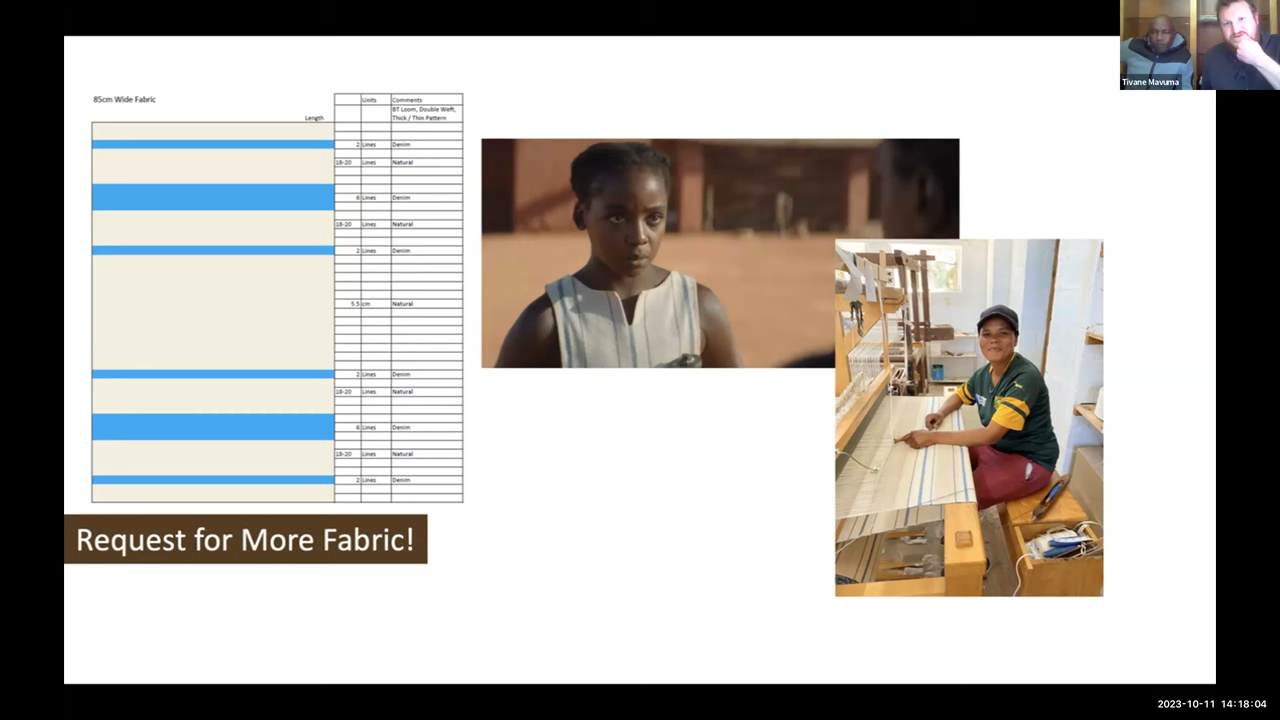 85cm Wide Fabric
Length
Units Comments
BT Loom, Double Weft,
Thick / Thin Pattern
2 Lines Denim
18-20 Lines Natural
6 Lines Denim
18-20 Lines Natural
2 Lines Denim
5.5 cm Natural
2 Lines Denim
18-20 Lines Natural
6 Lines Denim
18-20 Lines Natural
2 Lines Denim
Request for More Fabric!
Tivane Mavuma
2023-10-11 14:18:04